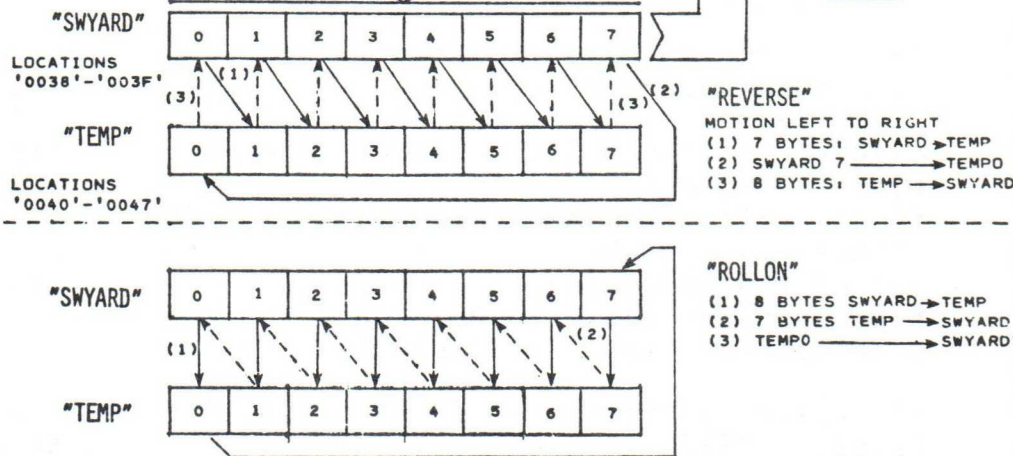 "SWYARD"
0 1 2 3 4 5 6 7
LOCATIONS
'0038'-'003F'
(1)
(3)
(3)
(2)
"TEMP"
0 1 2 3 4 5 6 7
LOCATIONS
'0040'-'0047'
"REVERSE"
MOTION LEFT TO RIGHT
(1) 7 BYTES: SWYARD TEMP
(2) SWYARD 7 TEMP0
(3) 8 BYTES: TEMP SWYARD
"SWYARD"
0 1 2 3 4 5 6 7
(1)
(2)
"TEMP"
0 1 2 3 4 5 6 7
"ROLLON"
(1) 8 BYTES SWYARD TEMP
(2) 7 BYTES TEMP SWYARD
(3) TEMP0 SWYARD